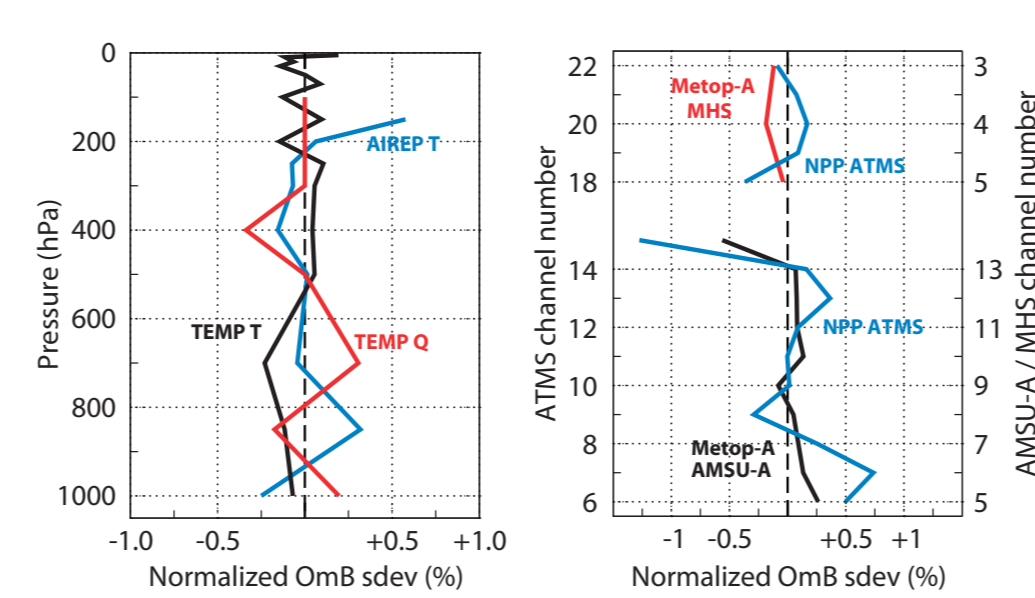 0
200
400
600
800
1000
Pressure (hPa)
AIREP T
TEMP T
TEMP Q
-1.0 -0.5 +0.5 +1.0
Normalized OmB sdev (%)
22
20
18
14
12
10
8
6
ATMS channel number
Metop-A
MHS
NPP ATMS
NPP ATMS
Metop-A
AMSU-A
3
4
5
13
11
9
7
5
AMSU-A / MHS channel number
-1 -0.5 +0.5 +1
Normalized OmB sdev (%)